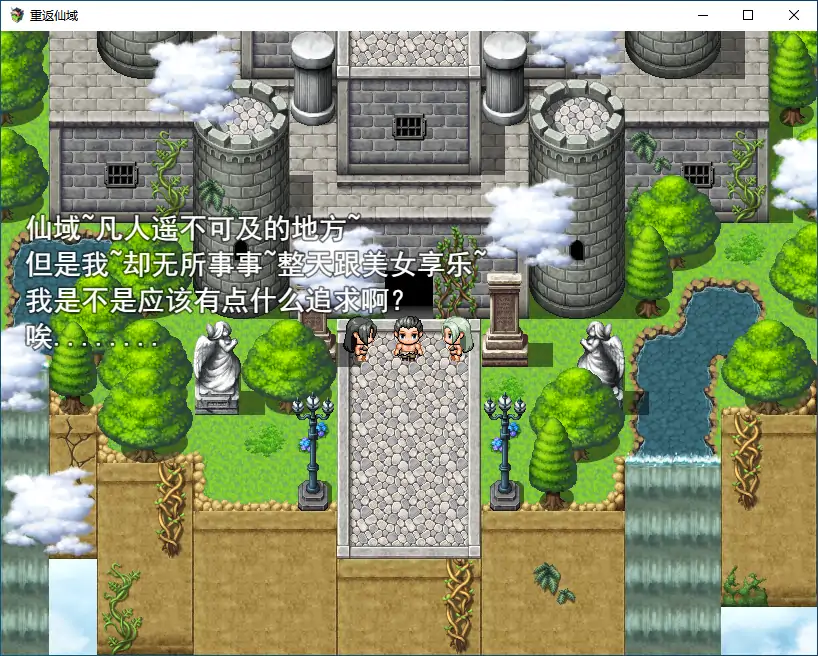 重返仙域
仙域~凡人遥不可及的地方~
但是我~却无所事事~整天跟美女享乐~
我是不是应该有点什么追求啊?
唉........